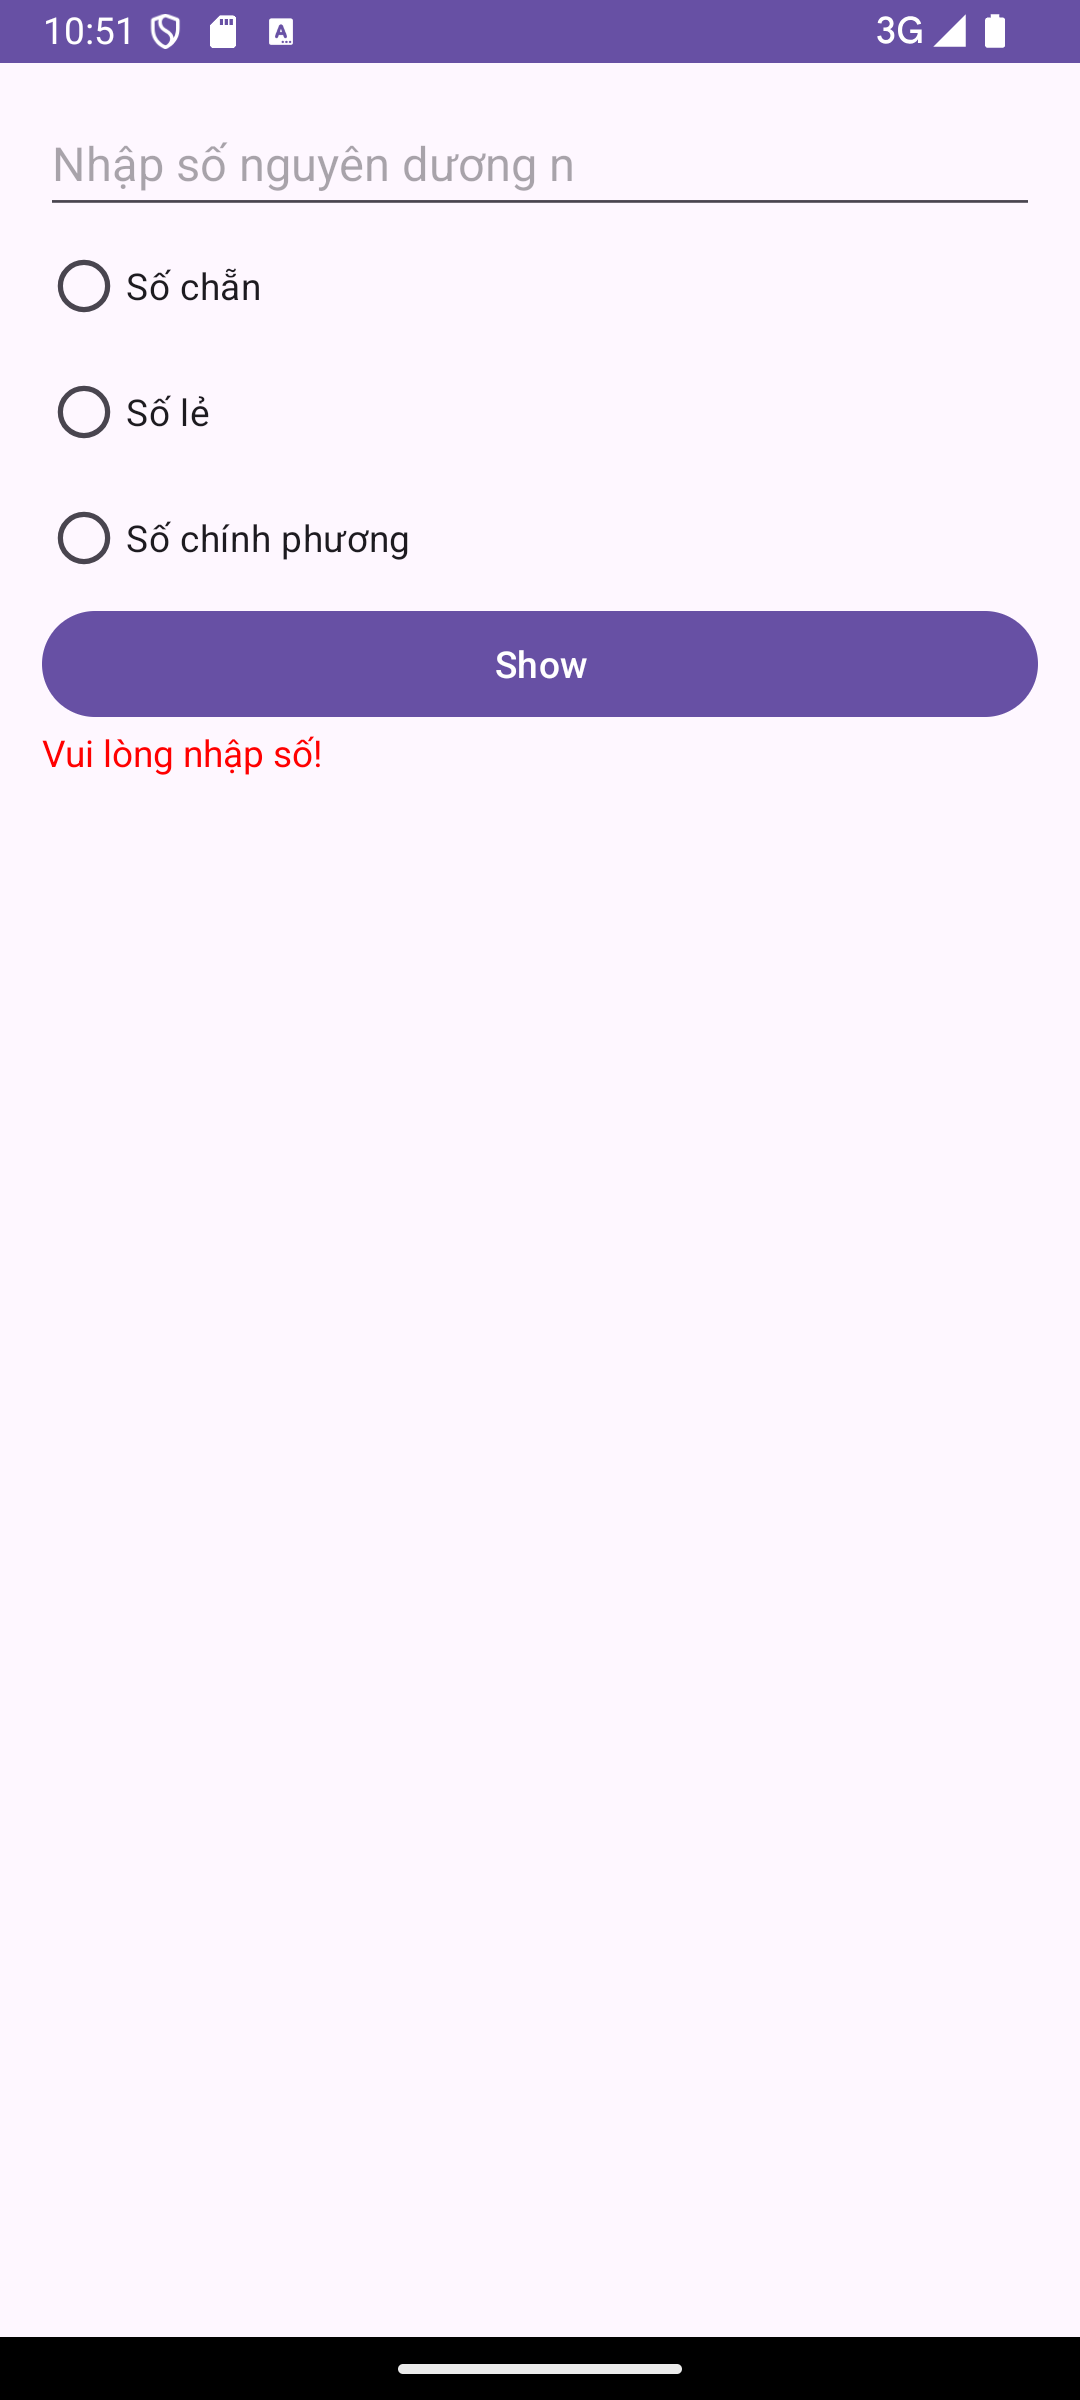 10:51 3G
Nhập số nguyên dương n
Số chẵn
Số lẻ
Số chính phương
Show
Vui lòng nhập số!